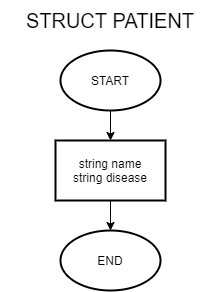 STRUCT PATIENT
START
string name
string disease
END